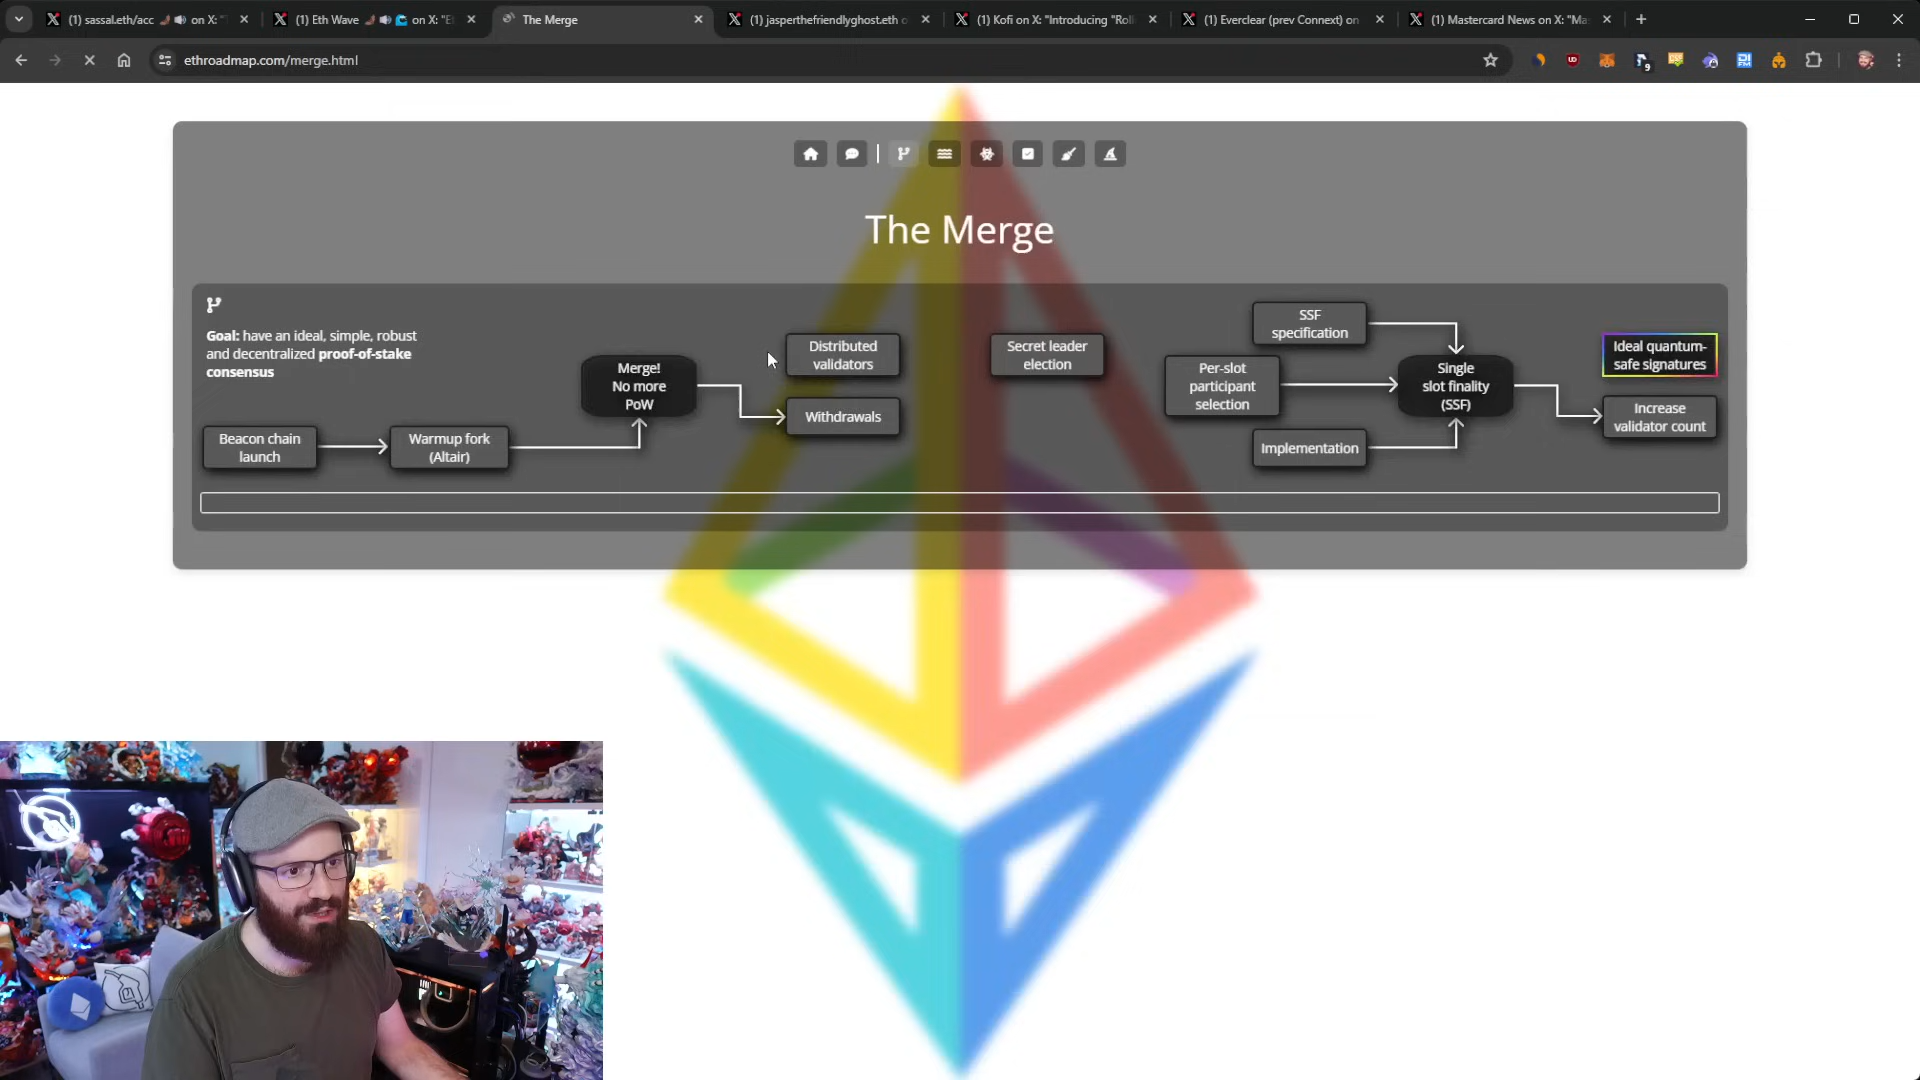 (1) sassal.eth/acc
on X: "
(1) Eth Wave
on X: "E
The Merge
(1) jasperthefriendlyghost.eth o
(1) Kofi on X: "Introducing "Roll
(1) Everclear (prev Connext) on
(1) Mastercard News on X: "Ma
ethroadmap.com/merge.html
9
The Merge
Goal: have an ideal, simple, robust
and decentralized proof-of-stake
consensus
Beacon chain
launch
Warmup fork
(Altair)
Merge!
No more
PoW
Distributed
validators
Withdrawals
Secret leader
election
Per-slot
participant
selection
SSF
specification
Implementation
Single
slot finality
(SSF)
Ideal quantum-
safe signatures
Increase
validator count